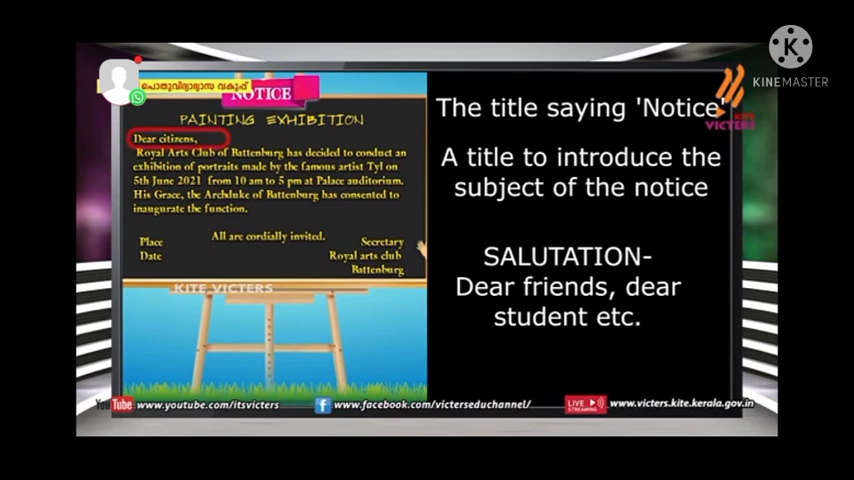 K
KINEMASTER
പൊതുവിദ്യാഭ്യാസ വകുപ്പ്
NOTICE
PAINTING EXHIBITION
Dear citizens,
Royal Arts Club of Battenburg has decided to conduct an
exhibition of portraits made by the famous artist Tyl on
5th June 2021 from 10 am to 5 pm at Palace auditorium.
His Grace, the Archduke of Battenburg has consented to
inaugurate the function.
All are cordially invited.
Place
Secretary
Date
Royal arts club
Battenburg
KITE VICTERS
The title saying 'Notice'
VICTERS
A title to introduce the
subject of the notice
SALUTATION-
Dear friends, dear
student etc.
YouTube www.youtube.com/itsvicters
f www.facebook.com/victerseduchannel/
LIVE STREAMING www.victers.kite.kerala.gov.in